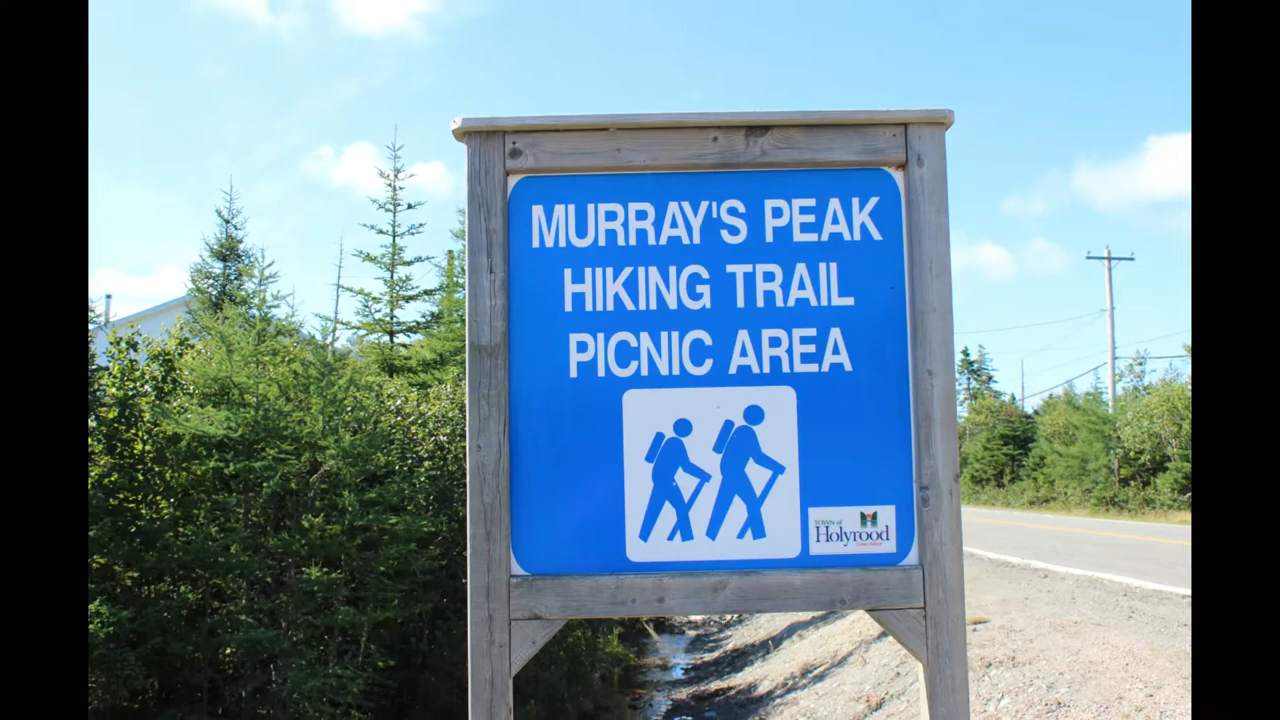 MURRAY'S PEAK
HIKING TRAIL
PICNIC AREA
TOWN of
Holyrood